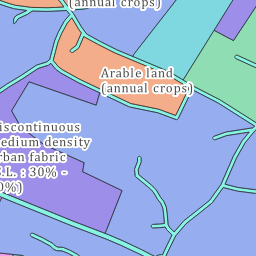 (annual crops)
Arable land
(annual crops)
iscontinuous
edium density
rban fabric
S.L. : 30% -
0%)